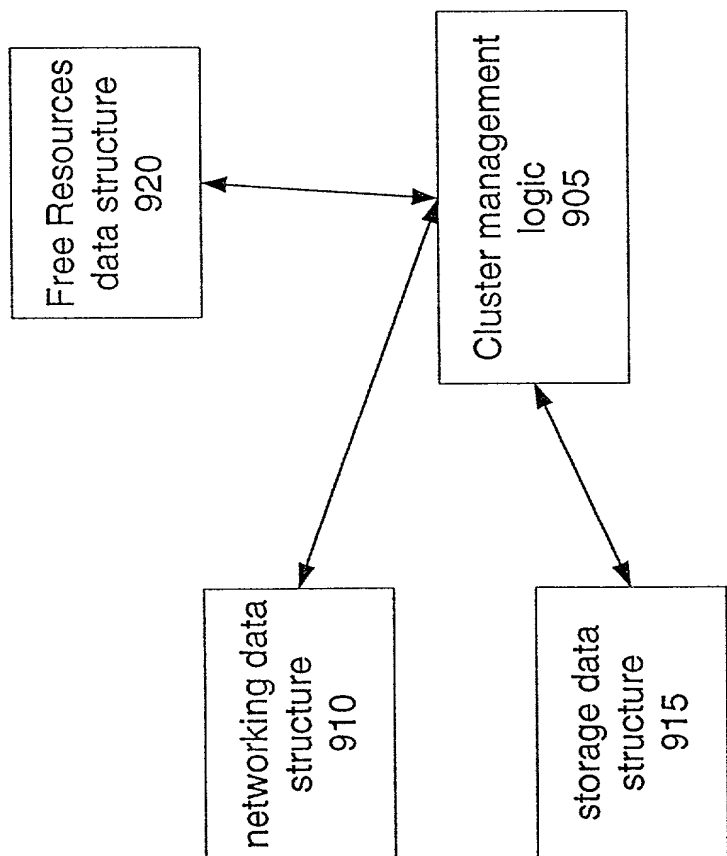 Free Resources
data structure
920
Cluster management
logic
905
networking data
structure
910
storage data
structure
915